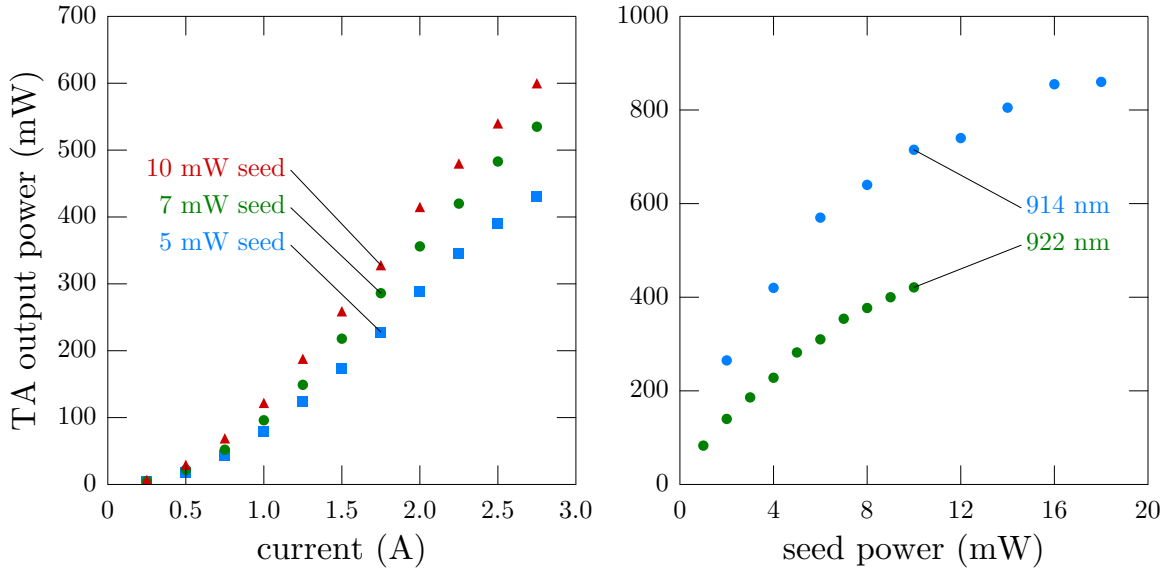 TA output power (mW)
700
600
500
400
300
200
100
0
10 mW seed
7 mW seed
5 mW seed
0 0.5 1.0 1.5 2.0 2.5 3.0
current (A)
1000
800
600
400
200
0
914 nm
922 nm
0 4 8 12 16 20
seed power (mW)